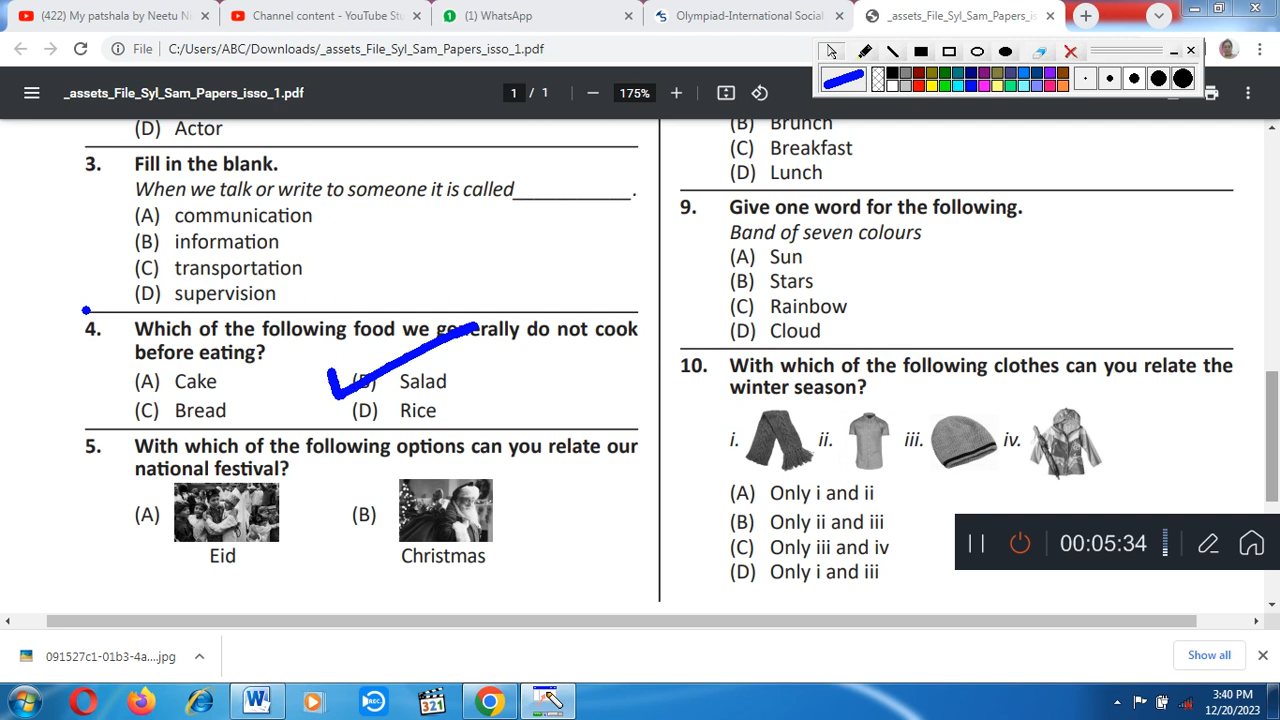 (422) My patshala by Neetu Ni
Channel content - YouTube Stu
(1) WhatsApp
Olympiad-International Social
_assets_File_Syl_Sam_Papers_is
File
C:/Users/ABC/Downloads/_assets_File_Syl_Sam_Papers_isso_1.pdf
_assets_File_Syl_Sam_Papers_isso_1.pdf
1 / 1
175%
(D) Actor
3. Fill in the blank.
When we talk or write to someone it is called___________.
(A) communication
(B) information
(C) transportation
(D) supervision
4. Which of the following food we generally do not cook
before eating?
(A) Cake (B) Salad
(C) Bread (D) Rice
5. With which of the following options can you relate our
national festival?
(A) (B)
Eid Christmas
(B) Brunch
(C) Breakfast
(D) Lunch
9. Give one word for the following.
Band of seven colours
(A) Sun
(B) Stars
(C) Rainbow
(D) Cloud
10. With which of the following clothes can you relate the
winter season?
i. ii. iii. iv.
(A) Only i and ii
(B) Only ii and iii
(C) Only iii and iv
(D) Only i and iii
00:05:34
091527c1-01b3-4a....jpg
Show all
W
REC
321
3:40 PM
12/20/2023